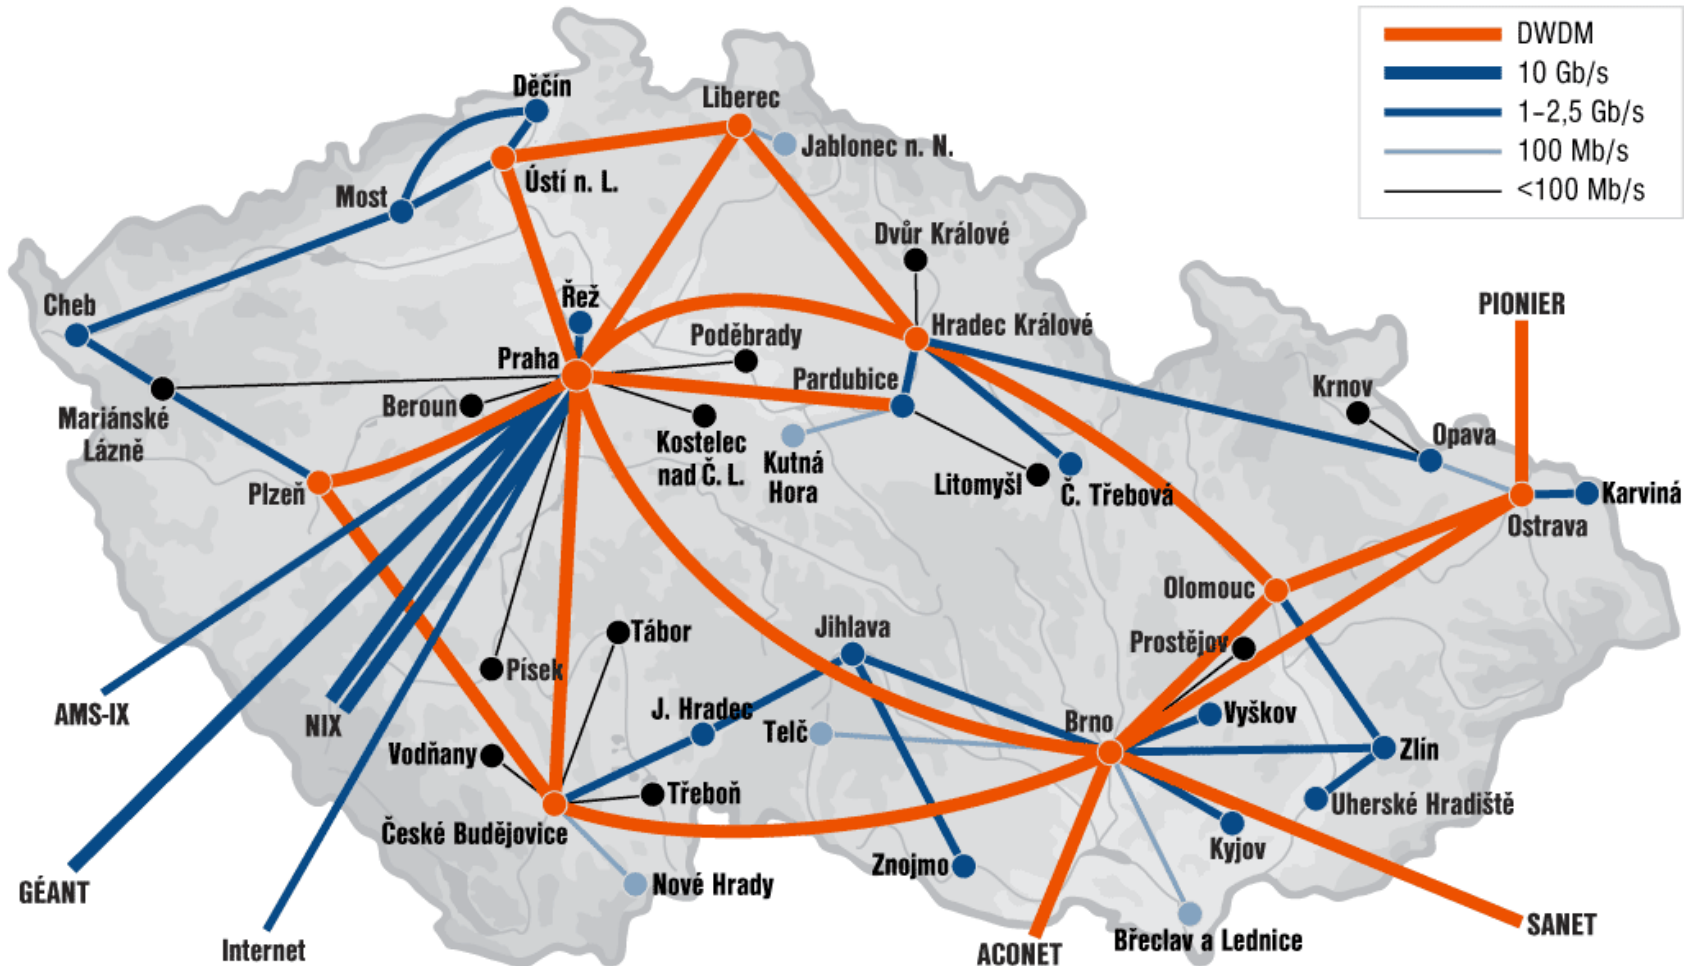 DWDM
10 Gb/s
1–2,5 Gb/s
100 Mb/s
<100 Mb/s
Děčín
Liberec
Jablonec n. N.
Ústí n. L.
Most
Dvůr Králové
Cheb
Řež
PIONIER
Hradec Králové
Poděbrady
Praha
Pardubice
Krnov
Mariánské
Lázně
Beroun
Opava
Kostelec
nad Č. L.
Kutná
Hora
Litomyšl
Č. Třebová
Plzeň
Karviná
Ostrava
Olomouc
Tábor
Jihlava
Prostějov
Písek
AMS-IX
NIX
J. Hradec
Telč
Brno
Vyškov
Vodňany
Zlín
Třeboň
Uherské Hradiště
České Budějovice
Kyjov
Znojmo
GÉANT
Nové Hrady
Internet
ACONET
Břeclav a Lednice
SANET